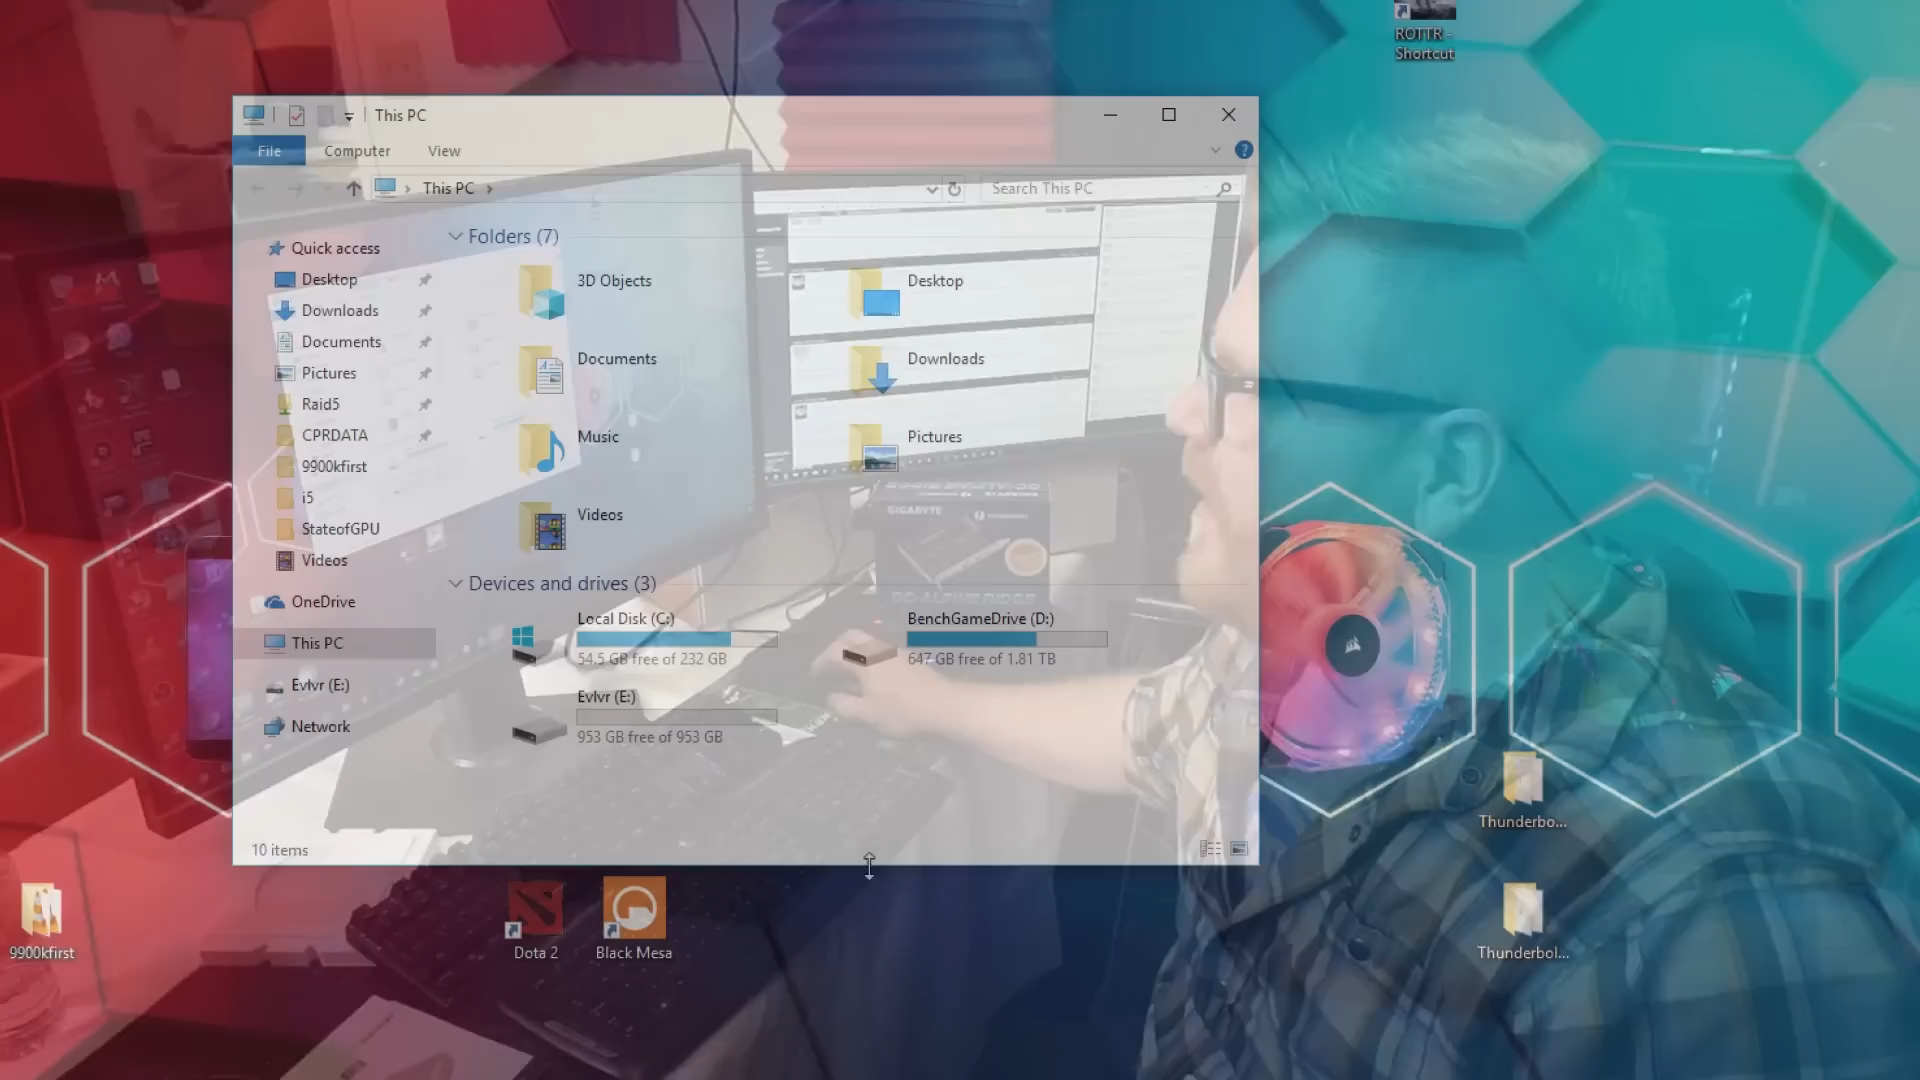 ROTTR -
Shortcut
This PC
File
Computer
View
?
This PC
Search This PC
Quick access
Desktop
Downloads
Documents
Pictures
Raid5
CPRDATA
9900kfirst
i5
StateofGPU
Videos
OneDrive
This PC
Evlvr (E:)
Network
Folders (7)
3D Objects
Desktop
Documents
Downloads
Music
Pictures
Videos
Devices and drives (3)
Local Disk (C:)
54.5 GB free of 232 GB
BenchGameDrive (D:)
647 GB free of 1.81 TB
Evlvr (E:)
953 GB free of 953 GB
10 items
GIGABYTE
GC-ALPINE RIDGE
Thunderbo...
Thunderbol...
9900kfirst
Dota 2
Black Mesa